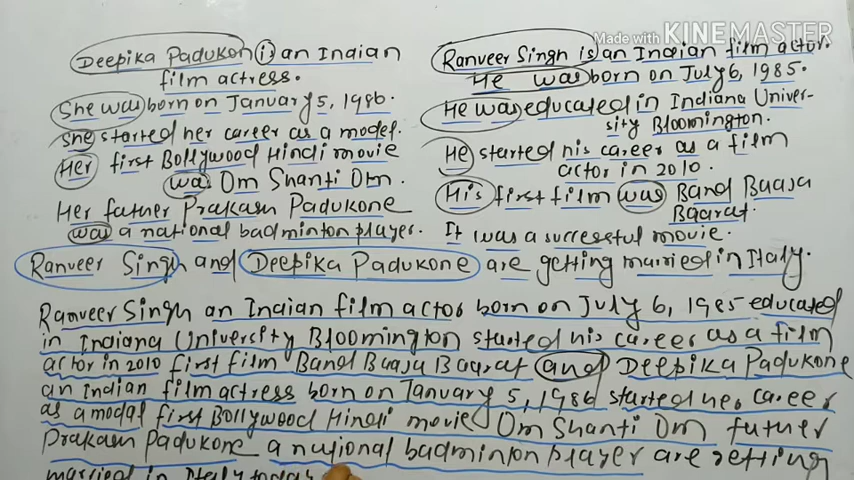 Made with KINEMASTER
Deepika Padukon is an Indian
film actress.
She was born on January 5, 1986.
she started her career as a model.
Her first Bollywood Hindi movie
was Om Shanti Om.
Her father Prakash Padukone
was a national badminton player.
Ranveer Singh is an Indian film actor.
He was born on July 6, 1985.
He was educated in Indiana Univer-
sity Bloomington.
He started his career as a film
actor in 2010.
His first film was Band Baaja
Baarat.
It was a successful movie.
Ranveer Singh and Deepika Padukone are getting married in Italy.
Ranveer Singh an Indian film actor born on July 6, 1985 educated
in Indiana University Bloomington started his career as a film
actor in 2010 first film Band Baaja Baarat and Deepika Padukone
an Indian film actress born on January 5, 1986 started her career
as a modal first Bollywood Hindi movie Om Shanti Om father
Prakash Padukone a national badminton player are getting
married in Italy today